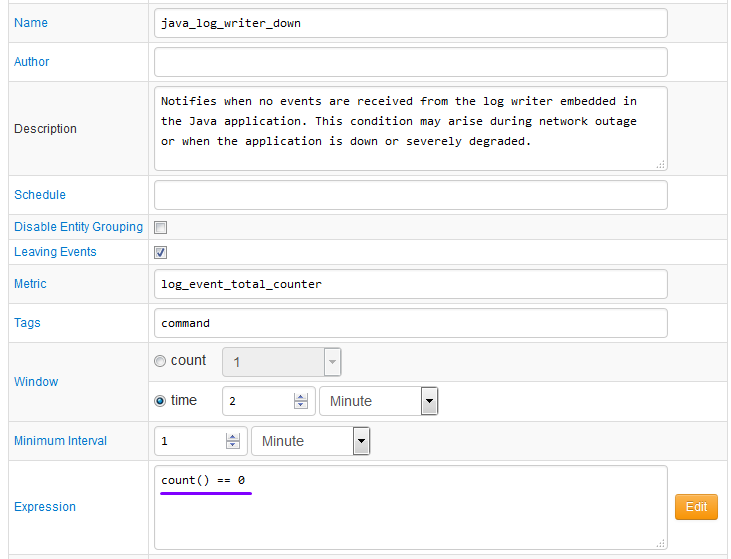 Name
java_log_writer_down
Author
Description
Notifies when no events are received from the log writer embedded in
the Java application. This condition may arise during network outage
or when the application is down or severely degraded.
Schedule
Disable Entity Grouping
Leaving Events
Metric
log_event_total_counter
Tags
command
Window
count 1
time 2 Minute
Minimum Interval
1 Minute
Expression
count() == 0
Edit